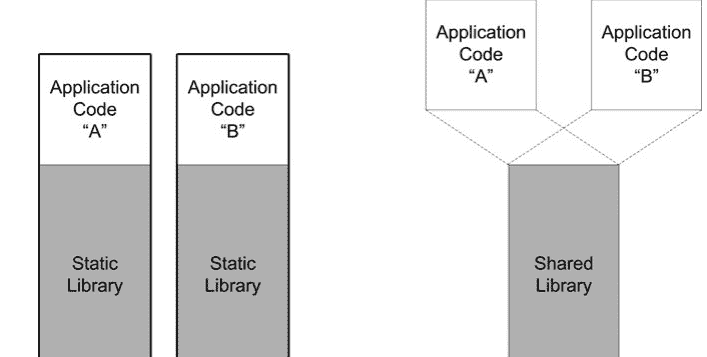 Application
Code
“A”
Application
Code
“B”
Static
Library
Static
Library
Application
Code
“A”
Application
Code
“B”
Shared
Library